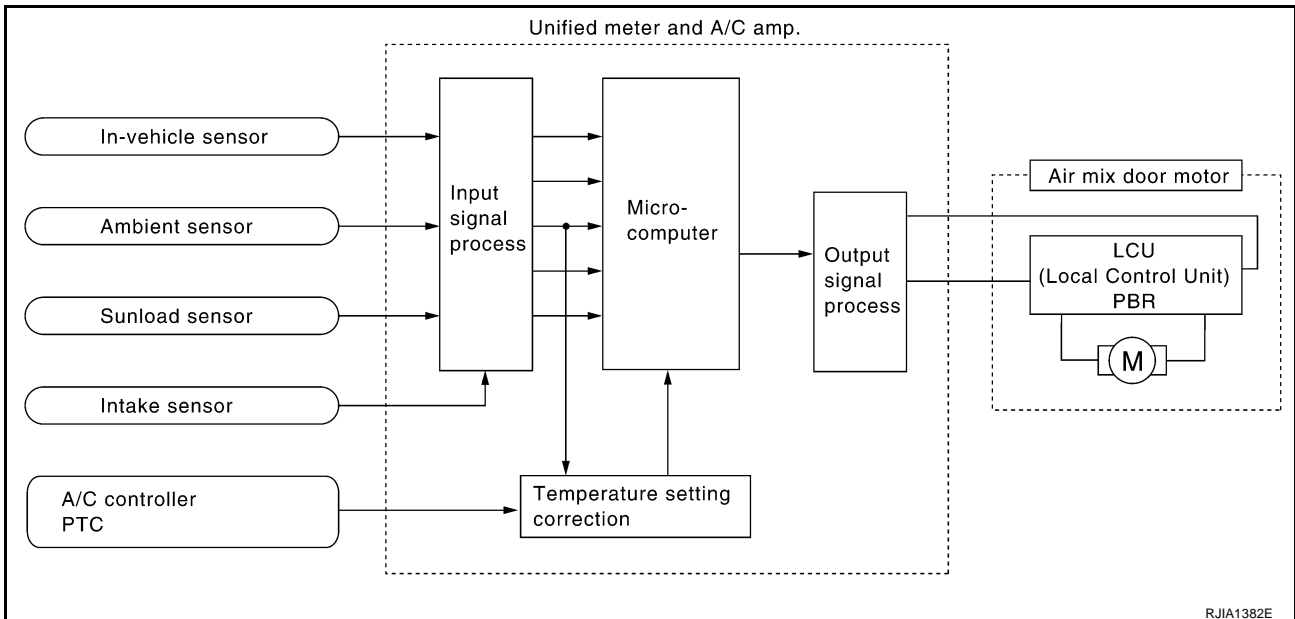 Unified meter and A/C amp.
In-vehicle sensor
Ambient sensor
Sunload sensor
Intake sensor
A/C controller
PTC
Input
signal
process
Micro-
computer
Temperature setting
correction
Output
signal
process
Air mix door motor
LCU
(Local Control Unit)
PBR
M
RJIA1382E